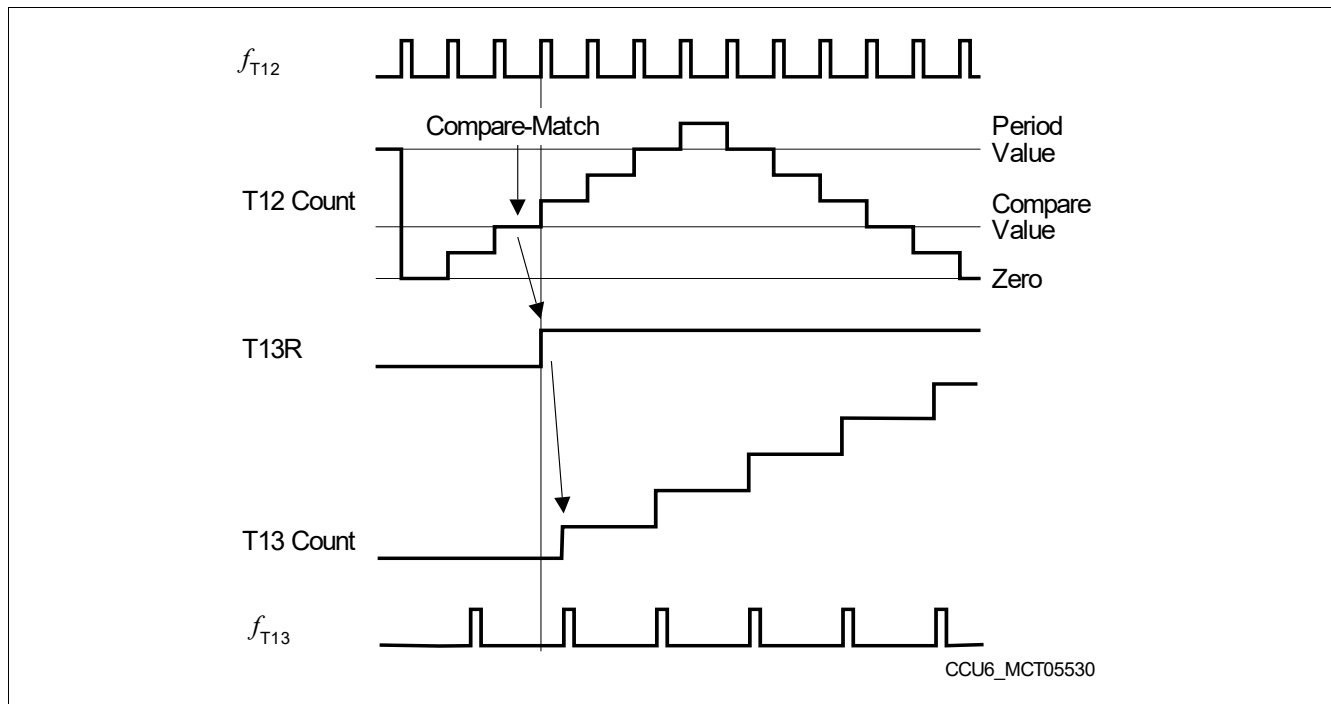 fT12
Compare-Match
Period
Value
T12 Count
Compare
Value
Zero
T13R
T13 Count
fT13
CCU6_MCT05530